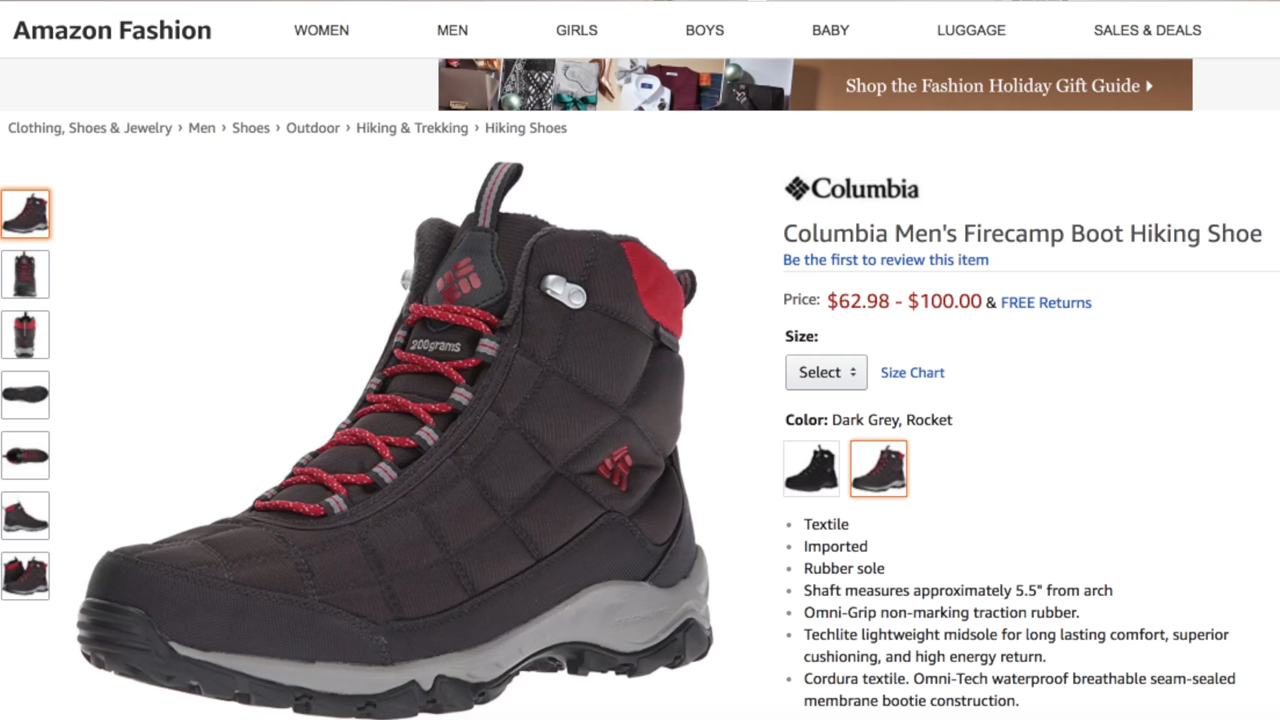 Amazon Fashion
WOMEN
MEN
GIRLS
BOYS
BABY
LUGGAGE
SALES & DEALS
Shop the Fashion Holiday Gift Guide
Clothing, Shoes & Jewelry › Men › Shoes › Outdoor › Hiking & Trekking › Hiking Shoes
200grams
Columbia
Columbia Men's Firecamp Boot Hiking Shoe
Be the first to review this item
Price: $62.98 - $100.00 & FREE Returns
Size:
Select
Size Chart
Color: Dark Grey, Rocket
• Textile
• Imported
• Rubber sole
• Shaft measures approximately 5.5" from arch
• Omni-Grip non-marking traction rubber.
• Techlite lightweight midsole for long lasting comfort, superior
cushioning, and high energy return.
• Cordura textile. Omni-Tech waterproof breathable seam-sealed
membrane bootie construction.